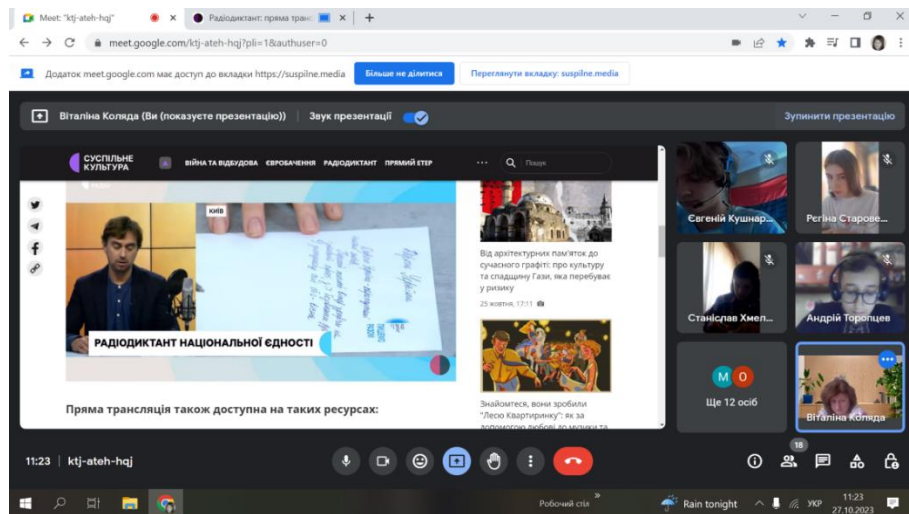 Meet: "ktj-ateh-hqj"
Радіодиктант: пряма транс
meet.google.com/ktj-ateh-hqj?pli=1&authuser=0
Додаток meet.google.com має доступ до вкладки https://suspilne.media
Більше не ділитися
Переглянути вкладку: suspilne.media
Віталіна Коляда (Ви (показуєте презентацію))
Звук презентації
Зупинити презентацію
СУСПІЛЬНЕ
КУЛЬТУРА
ВІЙНА ТА ВІДБУДОВА ЄВРОБАЧЕННЯ РАДІОДИКТАНТ ПРЯМИЙ ЕТЕР
Пошук
КИЇВ
РАДІОДИКТАНТ НАЦІОНАЛЬНОЇ ЄДНОСТІ
Пряма трансляція також доступна на таких ресурсах:
Від архітектурних пам'яток до
сучасного графіті: про культуру
та спадщину Гази, яка перебуває
у ризику
25 жовтня, 17:11
Знайомтеся, вони зробили
"Лесю Квартиринку": як за
допомогою любові до музики та
Євгеній Кушнар...
Регіна Старове...
Станіслав Хмел...
Андрій Торопцев
М О
Ще 12 осіб
Віталіна Коляда
11:23 | ktj-ateh-hqj
18
Робочий стіл
Rain tonight
УКР
11:23
27.10.2023